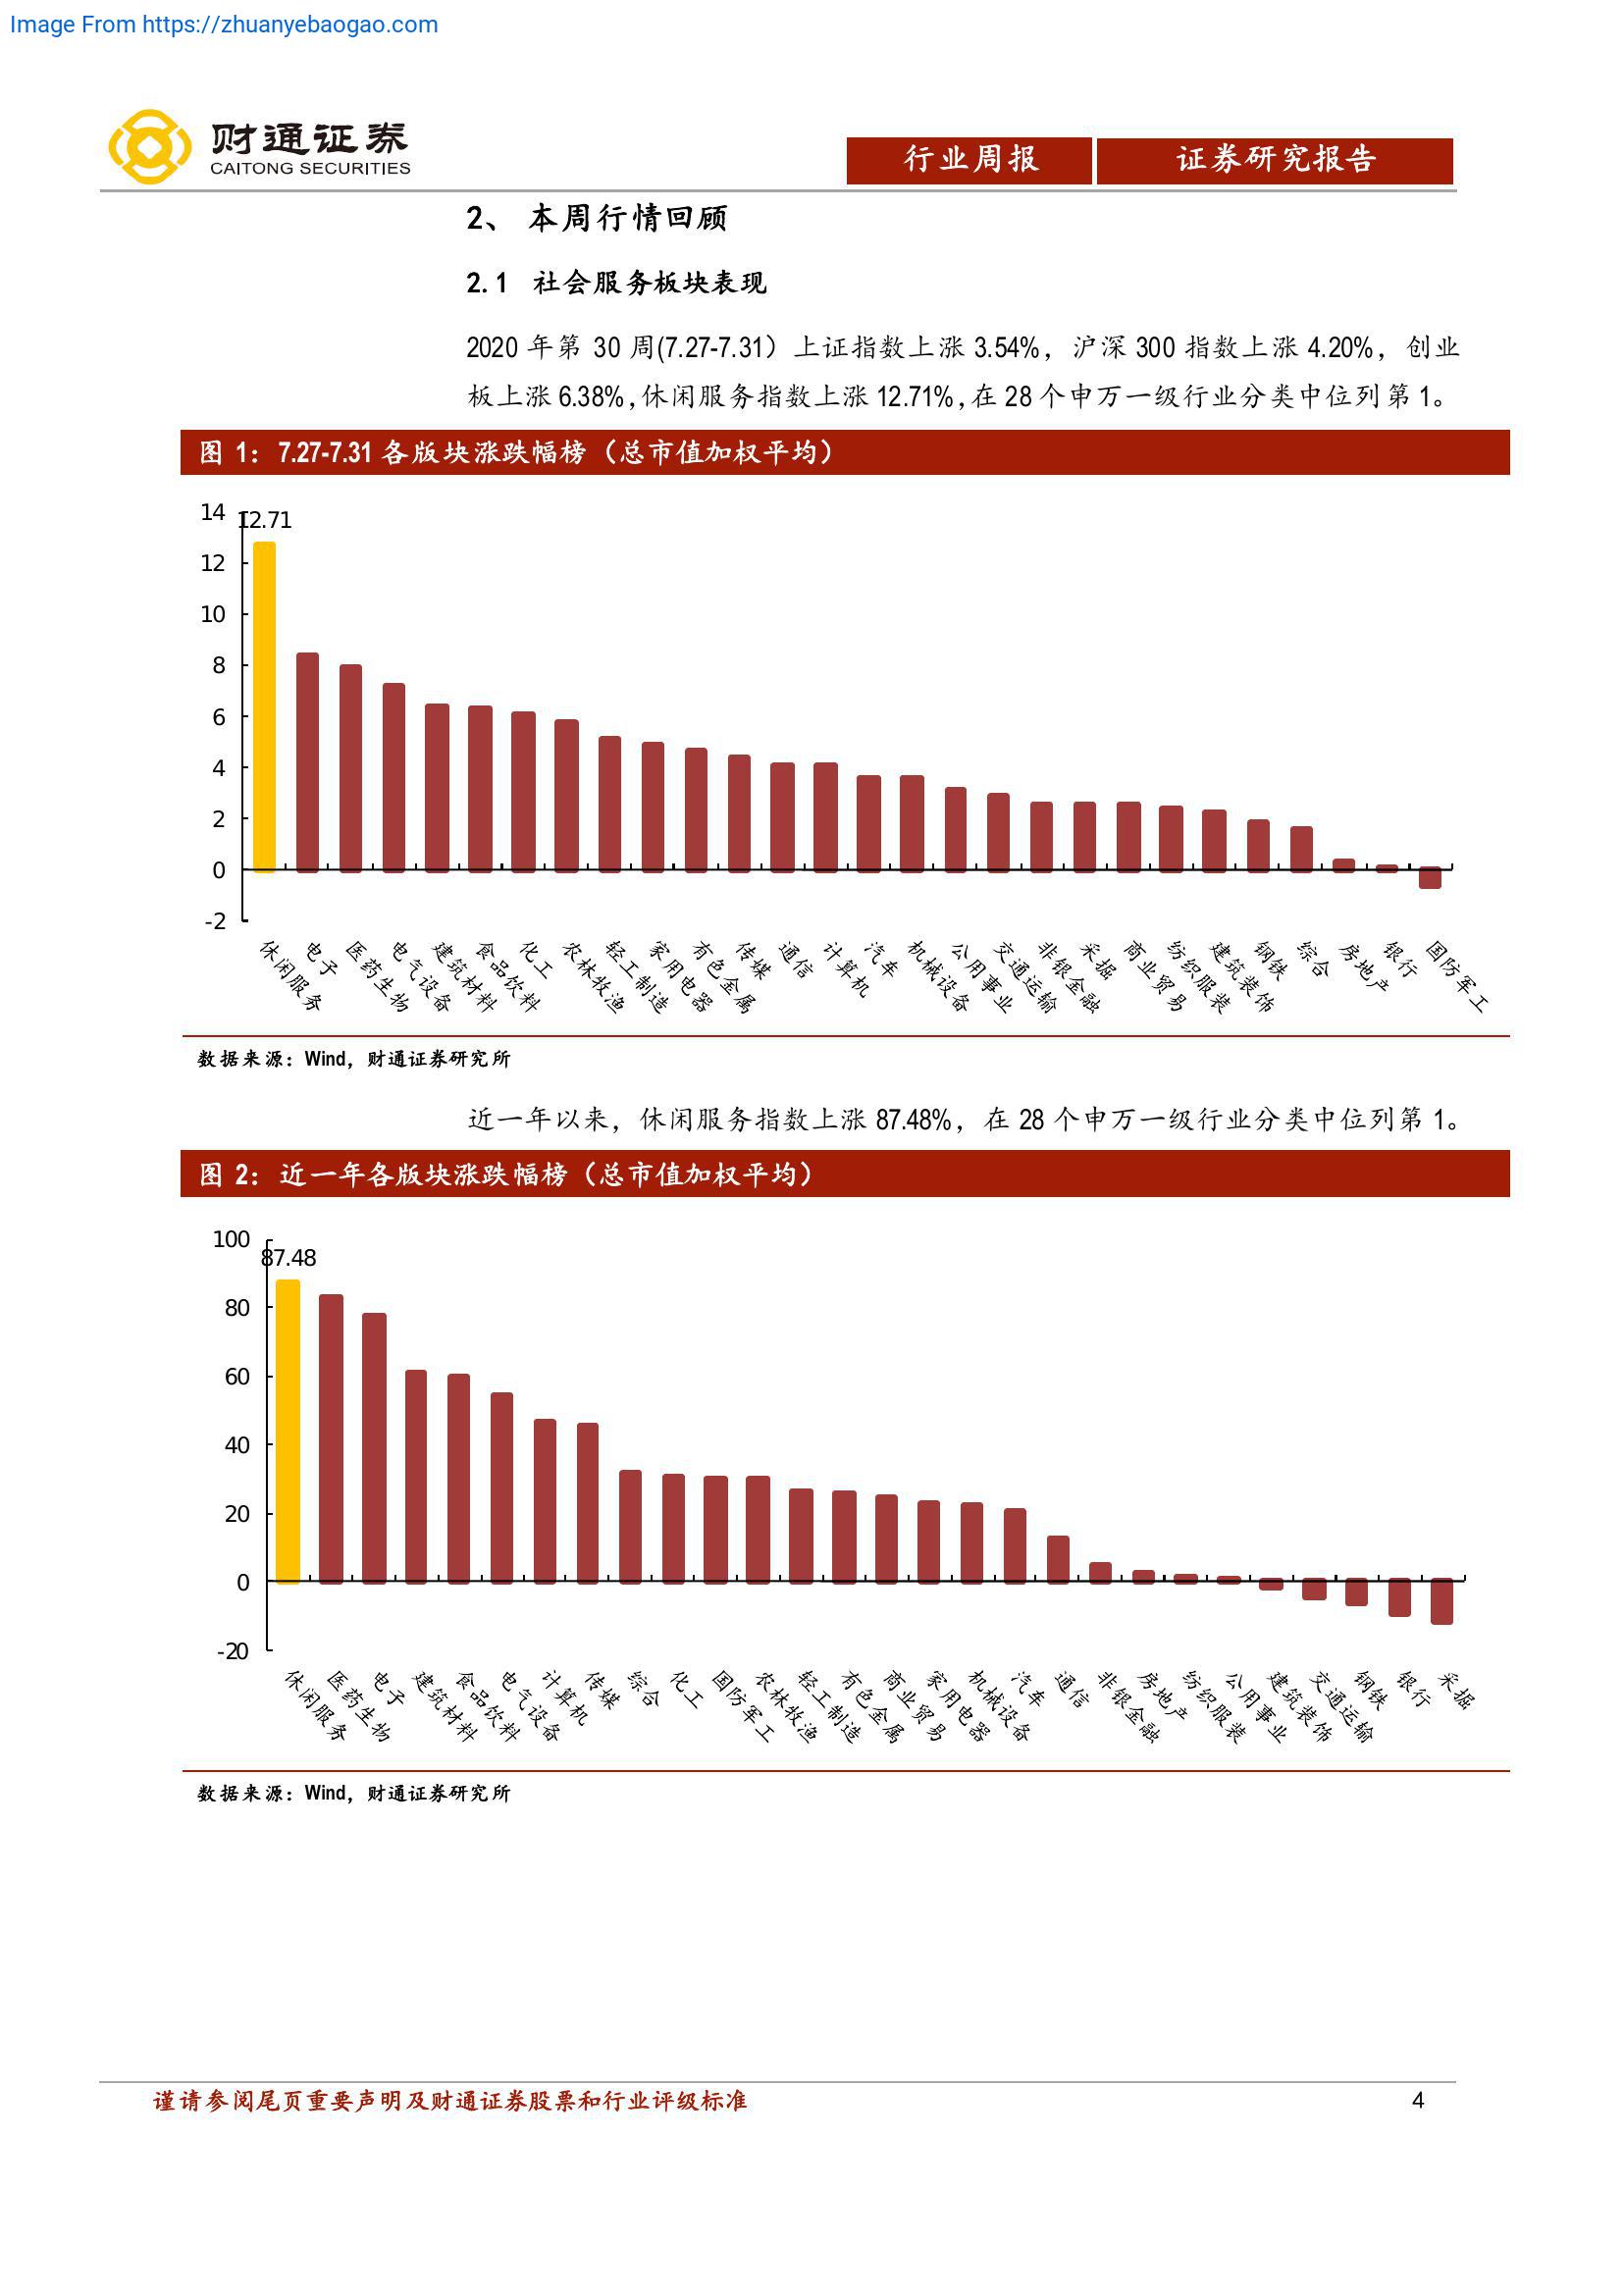 Image From https://zhuanyebaogao.com
财通证券
CAITONG SECURITIES
行业周报
证券研究报告
2、 本周行情回顾
2.1 社会服务板块表现
2020 年第 30 周(7.27-7.31）上证指数上涨 3.54%，沪深 300 指数上涨 4.20%，创业
板上涨 6.38%,休闲服务指数上涨 12.71%,在 28 个申万一级行业分类中位列第 1。
图 1：7.27-7.31 各版块涨跌幅榜（总市值加权平均）
14
12.71
12
10
8
6
4
2
0
-2
休闲服务
电子
医药生物
电气设备
建筑材料
食品饮料
化工
农林牧渔
轻工制造
家用电器
有色金属
传媒
通信
计算机
汽车
机械设备
公用事业
交通运输
非银金融
采掘
商业贸易
纺织服装
建筑装饰
钢铁
综合
房地产
银行
国防军工
数据来源：Wind，财通证券研究所
近一年以来，休闲服务指数上涨 87.48%，在 28 个申万一级行业分类中位列第 1。
图 2：近一年各版块涨跌幅榜（总市值加权平均）
100
87.48
80
60
40
20
0
-20
休闲服务
医药生物
电子
建筑材料
食品饮料
电气设备
计算机
传媒
综合
化工
国防军工
农林牧渔
轻工制造
有色金属
商业贸易
家用电器
机械设备
汽车
通信
非银金融
房地产
纺织服装
公用事业
建筑装饰
交通运输
钢铁
银行
采掘
数据来源：Wind，财通证券研究所
谨请参阅尾页重要声明及财通证券股票和行业评级标准
4